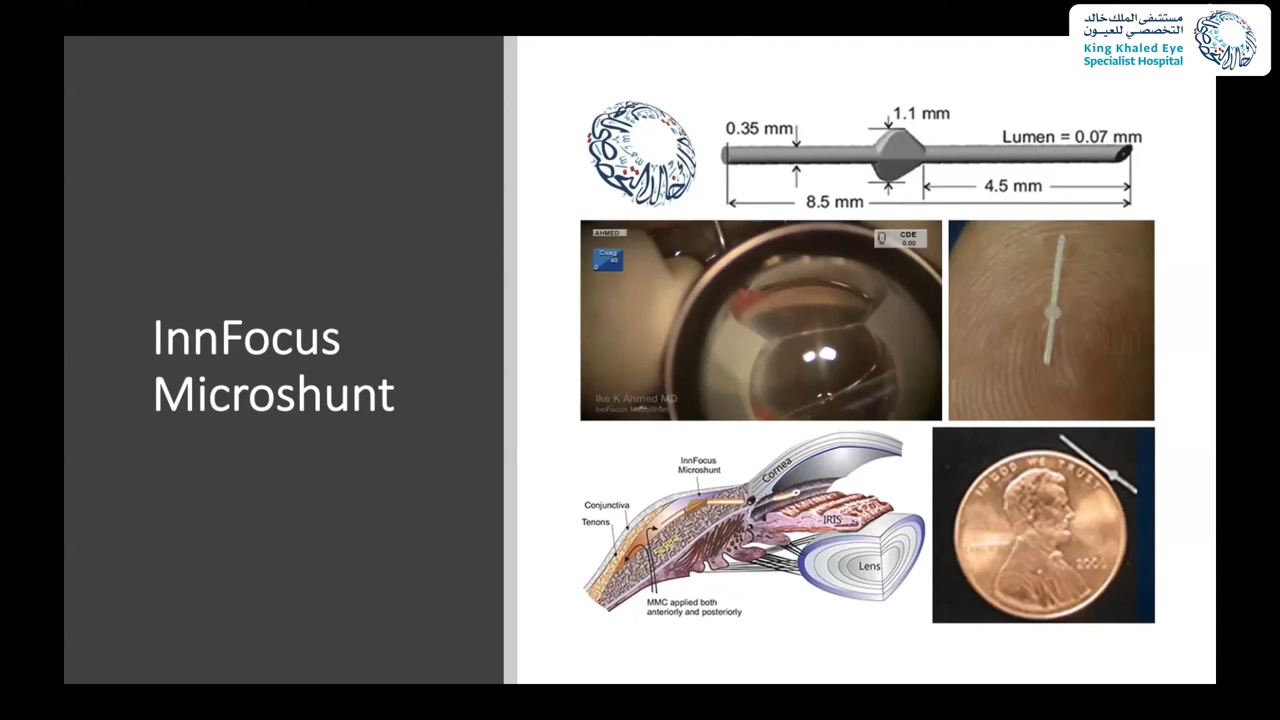 مستشفى الملك خالد
التخصصي للعيون
King Khaled Eye
Specialist Hospital
InnFocus
Microshunt
1.1 mm
0.35 mm
Lumen = 0.07 mm
4.5 mm
8.5 mm
AHMED
CDE
0.00
Coag
40
0
Ike K Ahmed MD
InnFocus MicroShunt
InnFocus
Microshunt
Cornea
Conjunctiva
Tenons
IRIS
Sclera
Lens
MMC applied both
anteriorly and posteriorly
IN GOD WE TRUST